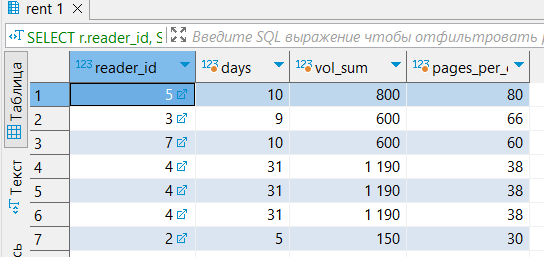 rent 1
SELECT r.reader_id, S
Введите SQL выражение чтобы отфильтровать
Таблица
Текст
123 reader_id 123 days 123 vol_sum 123 pages_per_
1 5 10 800 80
2 3 9 600 66
3 7 10 600 60
4 4 31 1 190 38
5 4 31 1 190 38
6 4 31 1 190 38
7 2 5 150 30